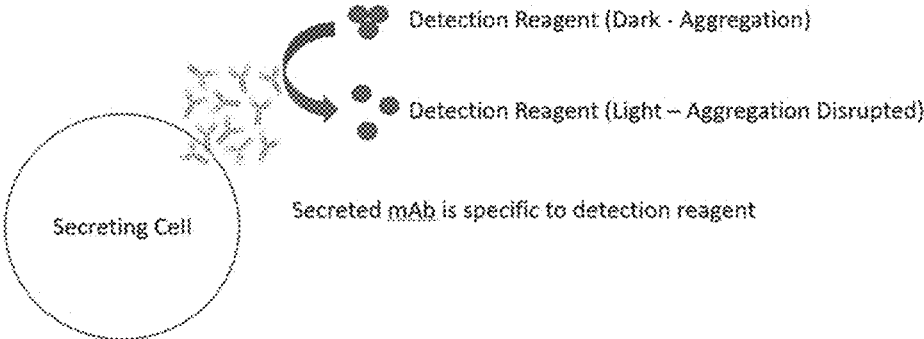 Detection Reagent (Dark - Aggregation)
Detection Reagent (Light – Aggregation Disrupted)
Secreted mAb is specific to detection reagent
Secreting Cell